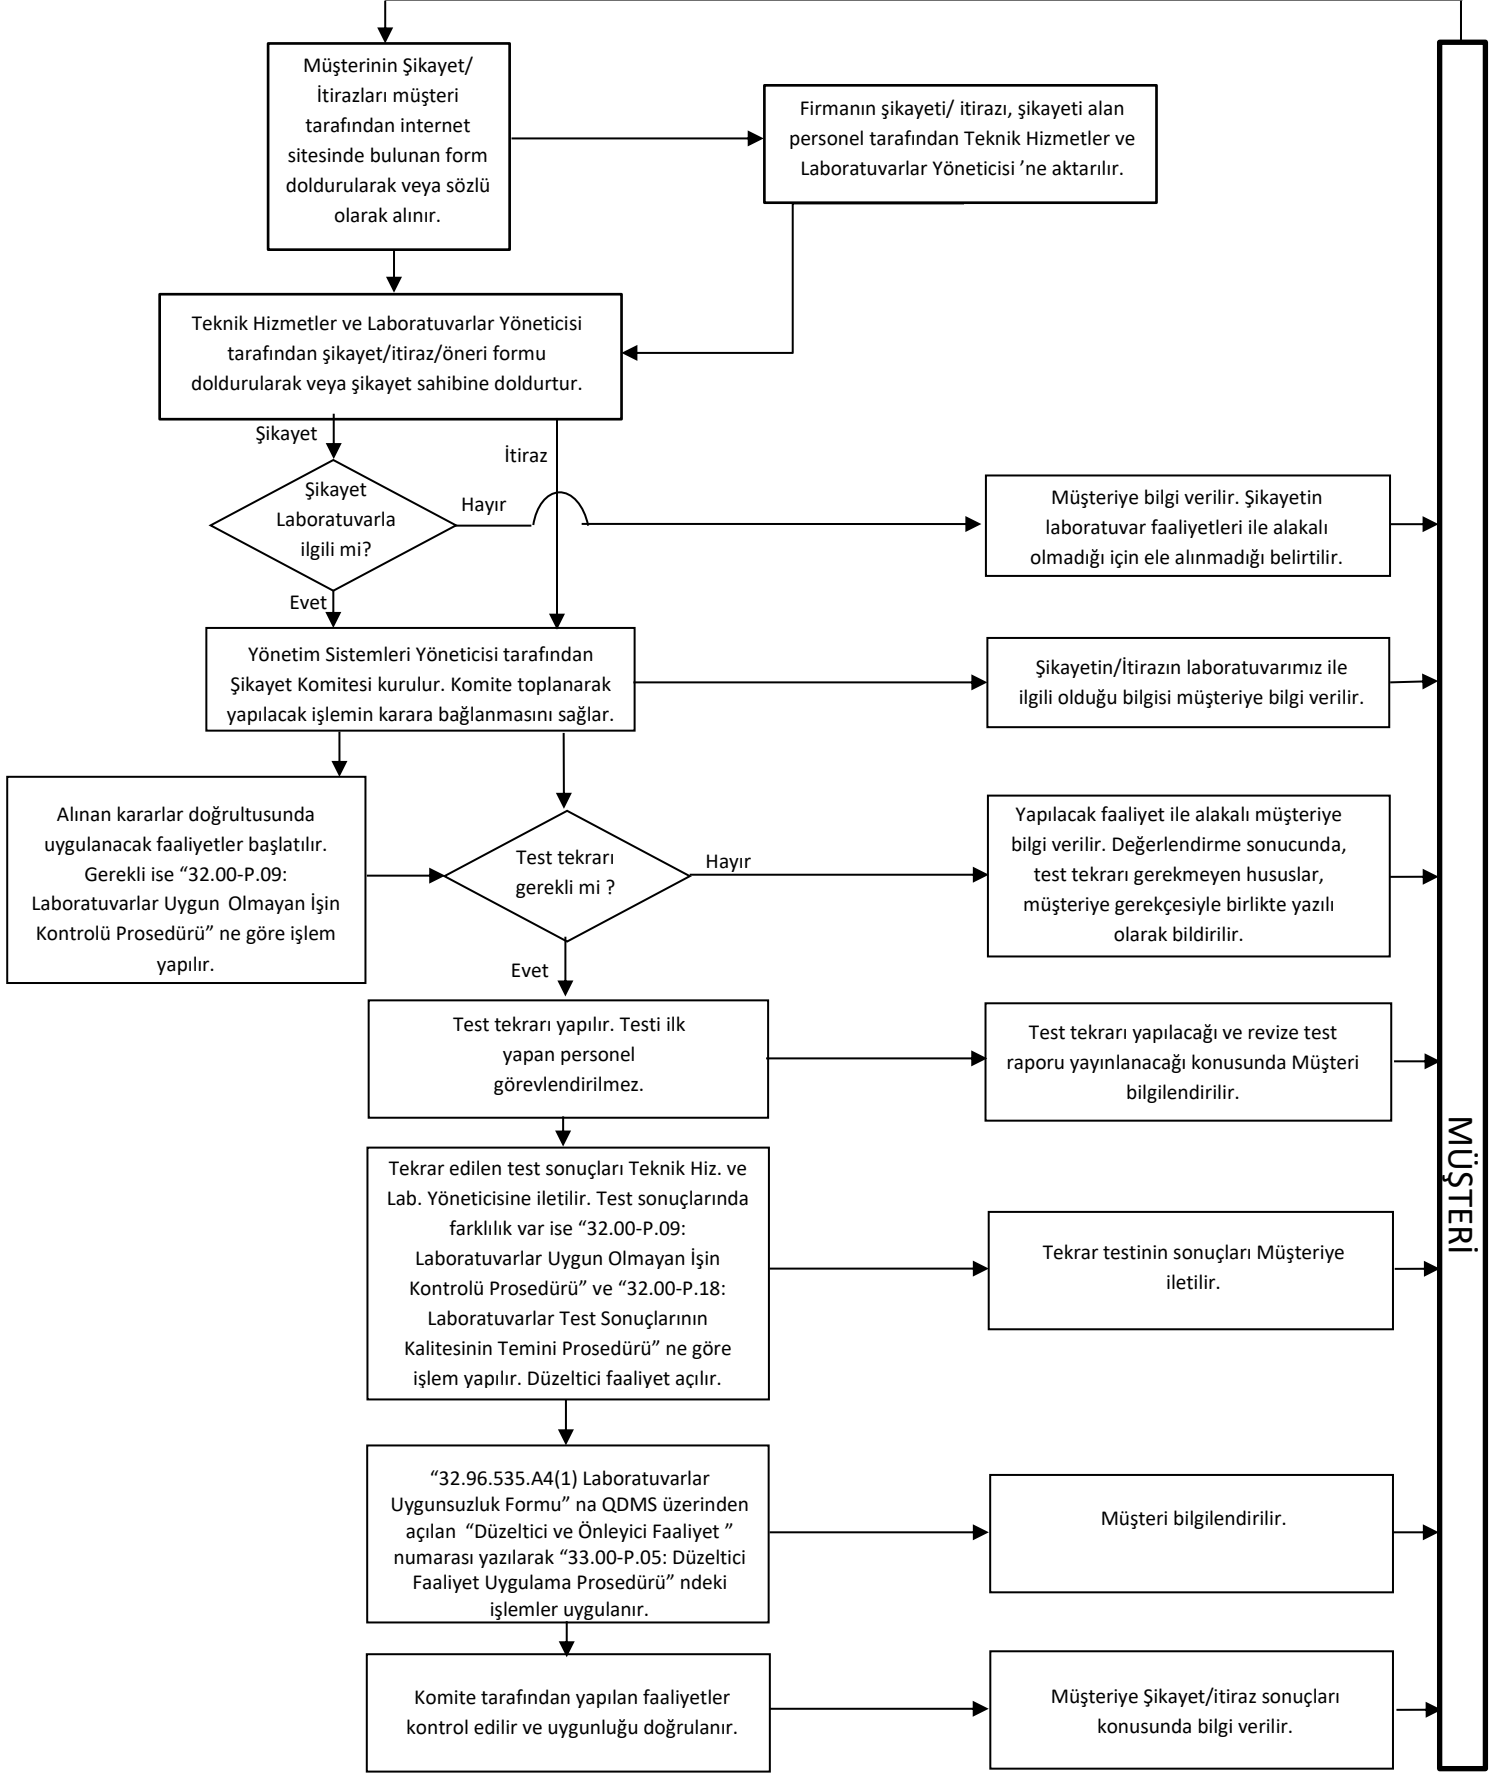 Müşterinin Şikayet/
İtirazları müşteri
tarafından internet
sitesinde bulunan form
doldurularak veya sözlü
olarak alınır.
Firmanın şikayeti/ itirazı, şikayeti alan
personel tarafından Teknik Hizmetler ve
Laboratuvarlar Yöneticisi ’ne aktarılır.
Teknik Hizmetler ve Laboratuvarlar Yöneticisi
tarafından şikayet/itiraz/öneri formu
doldurularak veya şikayet sahibine doldurtur.
Şikayet
İtiraz
Şikayet
Laboratuvarla
ilgili mi?
Hayır
Müşteriye bilgi verilir. Şikayetin
laboratuvar faaliyetleri ile alakalı
olmadığı için ele alınmadığı belirtilir.
Evet
Yönetim Sistemleri Yöneticisi tarafından
Şikayet Komitesi kurulur. Komite toplanarak
yapılacak işlemin karara bağlanmasını sağlar.
Şikayetin/İtirazın laboratuvarımız ile
ilgili olduğu bilgisi müşteriye bilgi verilir.
Alınan kararlar doğrultusunda
uygulanacak faaliyetler başlatılır.
Gerekli ise “32.00-P.09:
Laboratuvarlar Uygun Olmayan İşin
Kontrolü Prosedürü” ne göre işlem
yapılır.
Test tekrarı
gerekli mi ?
Hayır
Yapılacak faaliyet ile alakalı müşteriye
bilgi verilir. Değerlendirme sonucunda,
test tekrarı gerekmeyen hususlar,
müşteriye gerekçesiyle birlikte yazılı
olarak bildirilir.
Evet
Test tekrarı yapılır. Testi ilk
yapan personel
görevlendirilmez.
Test tekrarı yapılacağı ve revize test
raporu yayınlanacağı konusunda Müşteri
bilgilendirilir.
Tekrar edilen test sonuçları Teknik Hiz. ve
Lab. Yöneticisine iletilir. Test sonuçlarında
farklılık var ise “32.00-P.09:
Laboratuvarlar Uygun Olmayan İşin
Kontrolü Prosedürü” ve “32.00-P.18:
Laboratuvarlar Test Sonuçlarının
Kalitesinin Temini Prosedürü” ne göre
işlem yapılır. Düzeltici faaliyet açılır.
Tekrar testinin sonuçları Müşteriye
iletilir.
“32.96.535.A4(1) Laboratuvarlar
Uygunsuzluk Formu” na QDMS üzerinden
açılan “Düzeltici ve Önleyici Faaliyet ”
numarası yazılarak “33.00-P.05: Düzeltici
Faaliyet Uygulama Prosedürü” ndeki
işlemler uygulanır.
Müşteri bilgilendirilir.
Komite tarafından yapılan faaliyetler
kontrol edilir ve uygunluğu doğrulanır.
Müşteriye Şikayet/itiraz sonuçları
konusunda bilgi verilir.
MÜŞTERİ